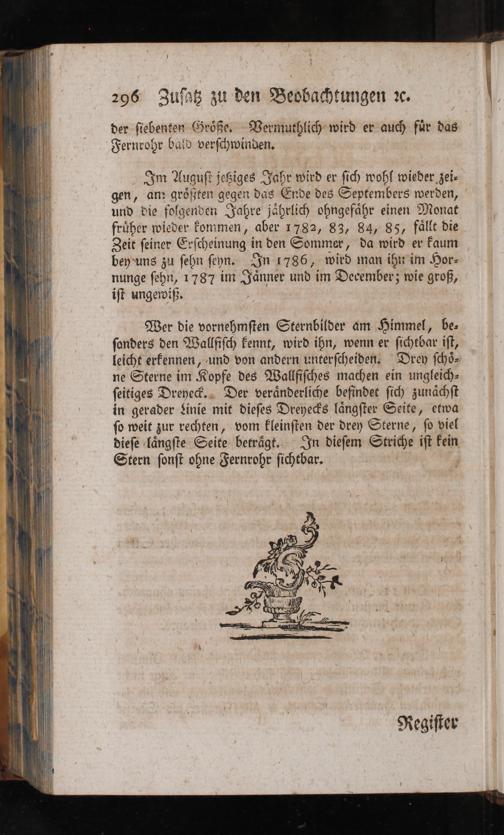 296 Zusatz zu den Beobachtungen ꝛc.
der siebenten Größe. Vermuthlich wird er auch für das
Fernrohr bald verschwinden.
Im August jetziges Jahr wird er sich wohl wieder zei-
gen, am größten gegen das Ende des Septembers werden,
und die folgenden Jahre jährlich ohngefähr einen Monat
früher wieder kommen, aber 1782, 83, 84, 85, fällt die
Zeit seiner Erscheinung in den Sommer, da wird er kaum
bey uns zu sehn seyn. In 1786, wird man ihn im Hor-
nunge sehn, 1787 im Jänner und im December; wie groß,
ist ungewiß.
Wer die vornehmsten Sternbilder am Himmel, be-
sonders den Wallfisch kennt, wird ihn, wenn er sichtbar ist,
leicht erkennen, und von andern unterscheiden. Drey schö-
ne Sterne im Kopfe des Wallfisches machen ein ungleich-
seitiges Dreyeck. Der veränderliche befindet sich zunächst
in gerader Linie mit dieses Dreyecks längster Seite, etwa
so weit zur rechten, vom kleinsten der drey Sterne, so viel
diese längste Seite beträgt. In diesem Striche ist kein
Stern sonst ohne Fernrohr sichtbar.
Register